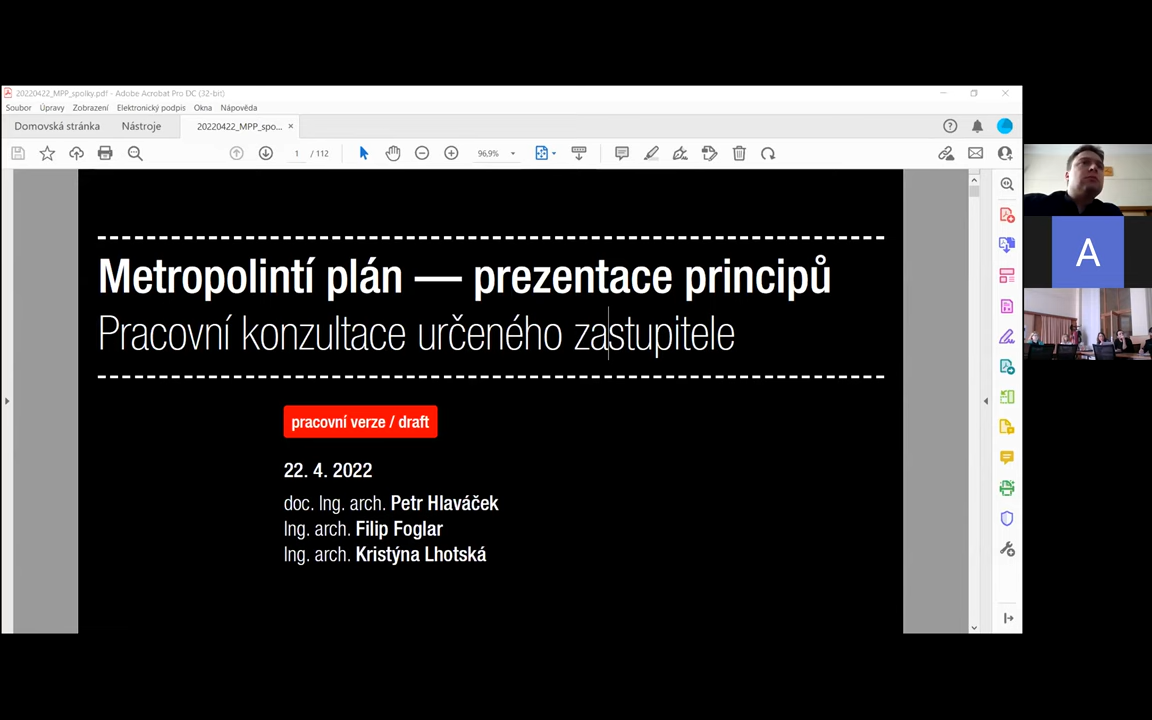 20220422_MPP_spolky.pdf - Adobe Acrobat Pro DC (32-bit)
Soubor Úpravy Zobrazení Elektronický podpis Okna Nápověda
Domovská stránka Nástroje 20220422_MPP_spo... ×
1 / 112 96,9%
Metropolintí plán — prezentace principů
Pracovní konzultace určeného zastupitele
pracovní verze / draft
22. 4. 2022
doc. Ing. arch. Petr Hlaváček
Ing. arch. Filip Foglar
Ing. arch. Kristýna Lhotská
A